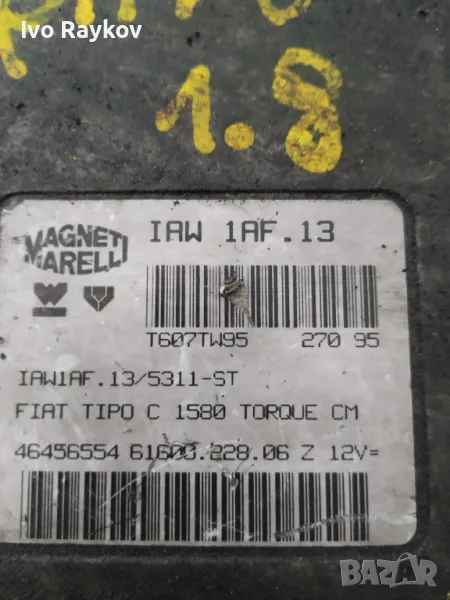 Ivo Raykov
1.8
MAGNETI
MARELLI
IAW 1AF.13
T607TW95 270 95
IAW1AF.13/5311-ST
FIAT TIPO C 1580 TORQUE CM
46456554 61600.228.06 Z 12V=
BAZAR